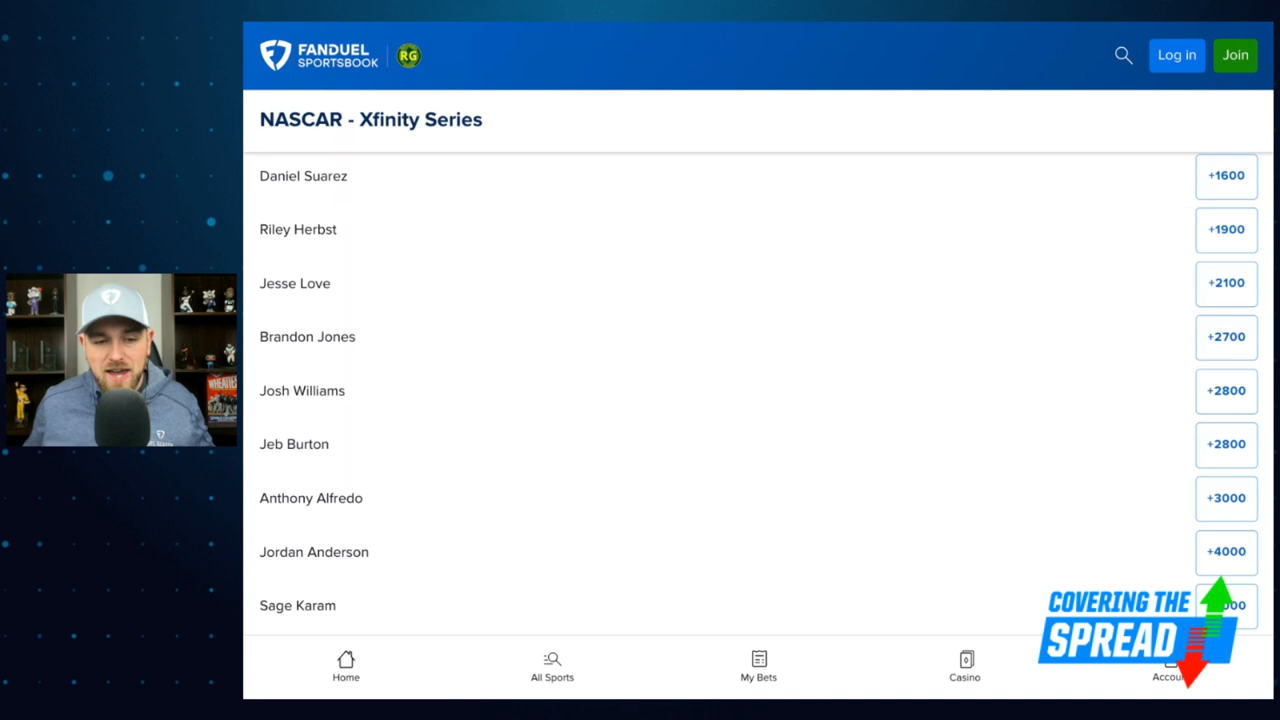 FANDUEL
SPORTSBOOK
RG
Log in
Join
NASCAR - Xfinity Series
Daniel Suarez
+1600
Riley Herbst
+1900
Jesse Love
+2100
Brandon Jones
+2700
Josh Williams
+2800
Jeb Burton
+2800
Anthony Alfredo
+3000
Jordan Anderson
+4000
Sage Karam
COVERING THE
SPREAD
Home
All Sports
My Bets
Casino
WHEATIES